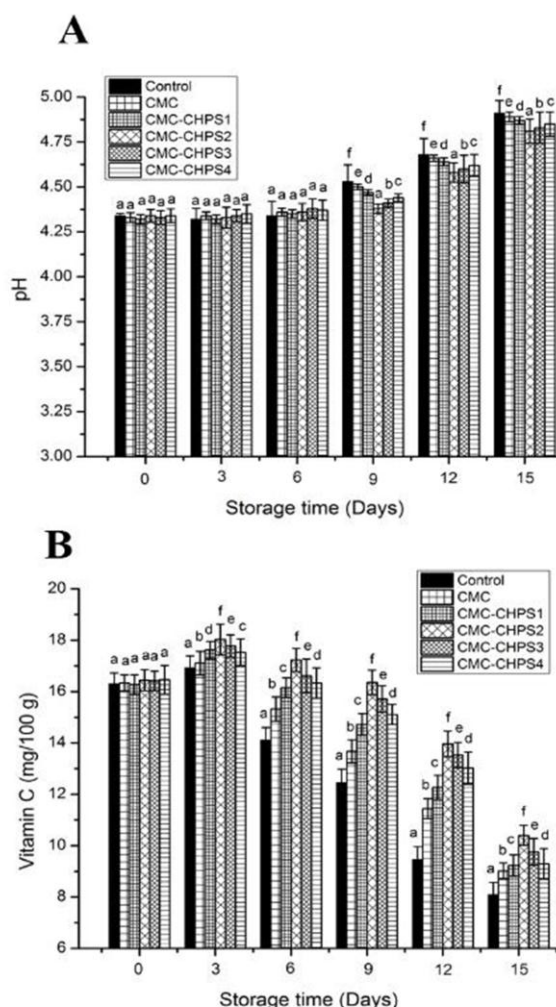 A
Control
CMC
CMC-CHPS1
CMC-CHPS2
CMC-CHPS3
CMC-CHPS4
f e d a b c
f e d a b c
f e d a b c
a a a a a a
a a a a a a
a a a a a a
5.00
4.75
4.50
4.25
4.00
3.75
3.50
3.25
3.00
pH
0 3 6 9 12 15
Storage time (Days)
B
Control
CMC
CMC-CHPS1
CMC-CHPS2
CMC-CHPS3
CMC-CHPS4
a a a a a a
a b d f e c
a b c f e d
a b c f e d
a b c f e d
a b c f e d
20
18
16
14
12
10
8
6
Vitamin C (mg/100 g)
0 3 6 9 12 15
Storage time (Days)